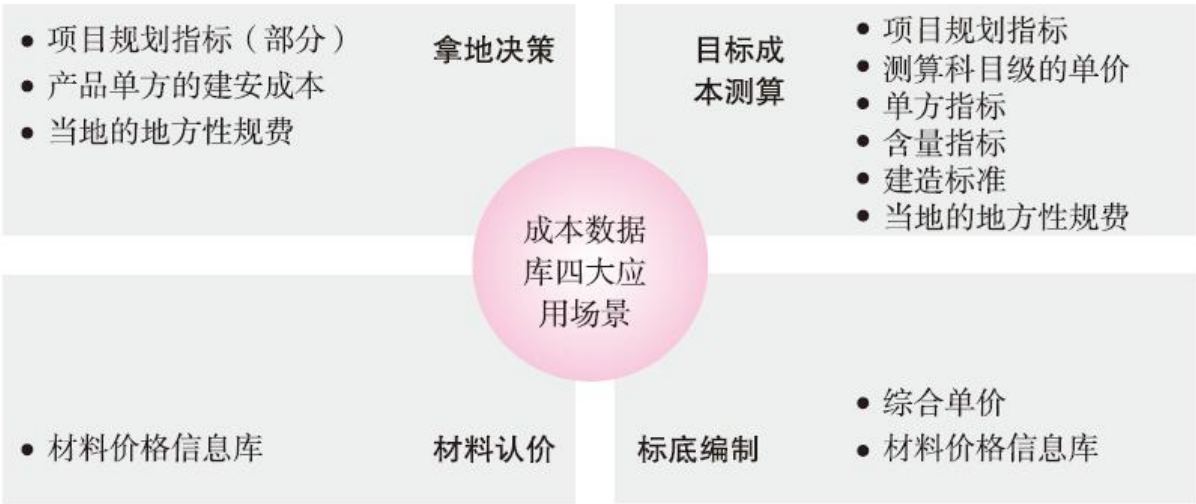 项目规划指标（部分）
产品单方的建安成本
当地的地方性规费
拿地决策
目标成
本测算
项目规划指标
测算科目级的单价
单方指标
含量指标
建造标准
当地的地方性规费
成本数据
库四大应
用场景
材料价格信息库
材料认价
标底编制
综合单价
材料价格信息库